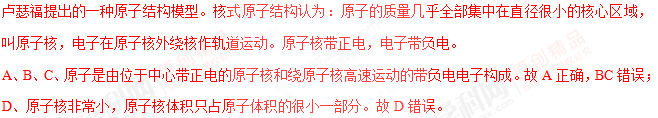 卢瑟福提出的一种原子结构模型。核式原子结构认为：原子的质量几乎全部集中在直径很小的核心区域，
叫原子核，电子在原子核外绕核作轨道运动。原子核带正电，电子带负电。
A、B、C、原子是由位于中心带正电的原子核和绕原子核高速运动的带负电电子构成。故 A 正确，BC 错误；
D、原子核非常小，原子核体积只占原子体积的很小一部分。故 D 错误。